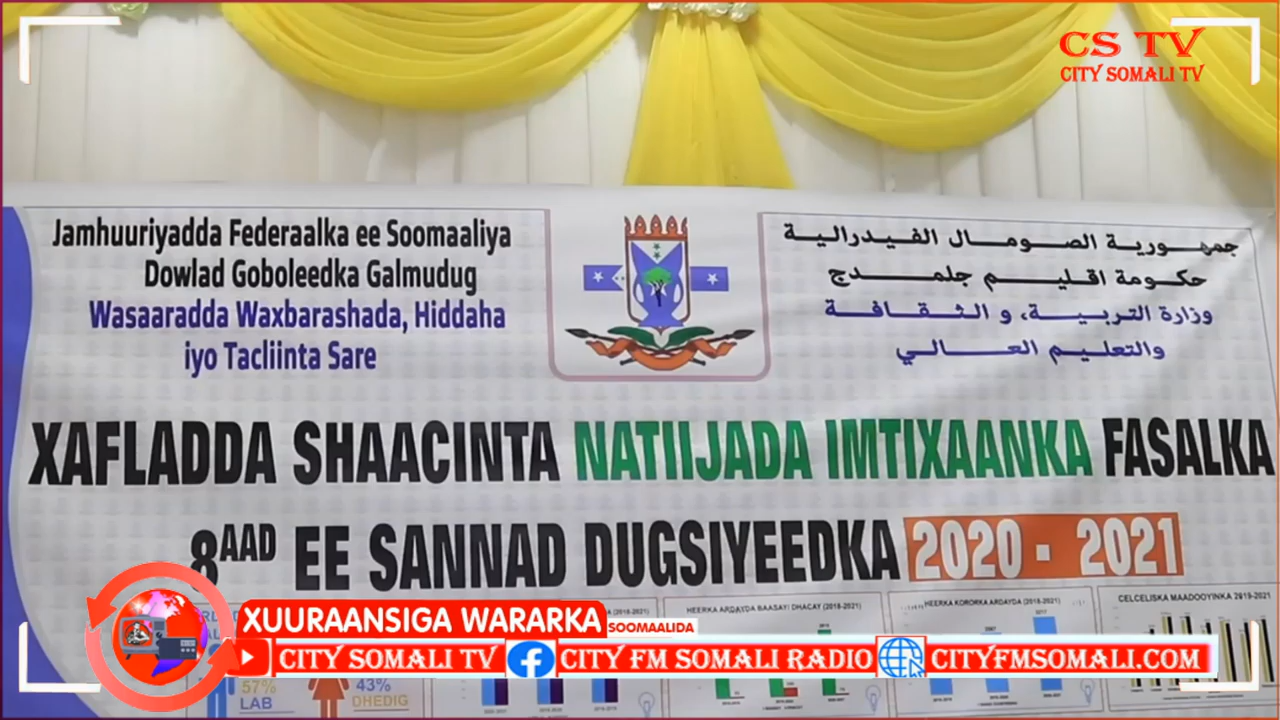 CS TV
CITY SOMALI TV
Jamhuuriyadda Federaalka ee Soomaaliya
Dowlad Goboleedka Galmudug
Wasaaradda Waxbarashada, Hiddaha
iyo Tacliinta Sare
جمهورية الصومال الفيدرالية
حكومة اقليم جلمدج
وزارة التربية، و الثقافة
والتعليم العالي
XAFLADDA SHAACINTA NATIIJADA IMTIXAANKA FASALKA
8AAD EE SANNAD DUGSIYEEDKA 2020 - 2021
HEERKA ARDAYDA BAASAY DHACAY (2018-2021)
HEERKA KORORKA ARDAYDA (2018-2021)
CELCELISKA MAADOOYINKA 2019-2021
XUURAANSIGA WARARKA
SOOMAALIDA
CITY SOMALI TV
CITY FM SOMALI RADIO
CITYFMSOMALI.COM
57%
LAB
43%
DHEDIG